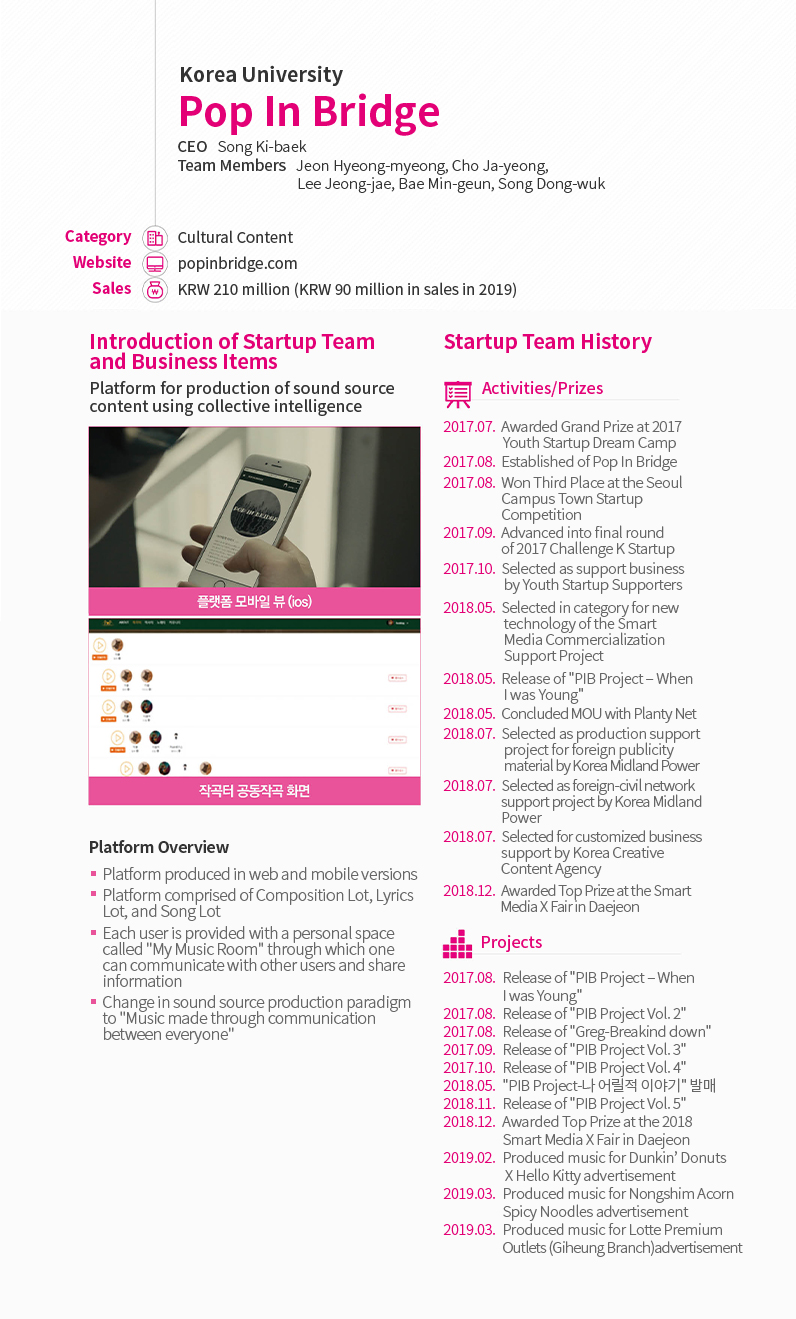 Korea University
Pop In Bridge
CEO Song Ki-baek
Team Members Jeon Hyeong-myeong, Cho Ja-yeong,
Lee Jeong-jae, Bae Min-geun, Song Dong-wuk
Category Cultural Content
Website popinbridge.com
Sales KRW 210 million (KRW 90 million in sales in 2019)
Introduction of Startup Team
and Business Items
Platform for production of sound source
content using collective intelligence
POP IN BRIDGE
플랫폼 모바일 뷰 (ios)
작곡터 공동작곡 화면
Platform Overview
Platform produced in web and mobile versions
Platform comprised of Composition Lot, Lyrics
Lot, and Song Lot
Each user is provided with a personal space
called "My Music Room" through which one
can communicate with other users and share
information
Change in sound source production paradigm
to "Music made through communication
between everyone"
Startup Team History
Activities/Prizes
2017.07. Awarded Grand Prize at 2017
Youth Startup Dream Camp
2017.08. Established of Pop In Bridge
2017.08. Won Third Place at the Seoul
Campus Town Startup
Competition
2017.09. Advanced into final round
of 2017 Challenge K Startup
2017.10. Selected as support business
by Youth Startup Supporters
2018.05. Selected in category for new
technology of the Smart
Media Commercialization
Support Project
2018.05. Release of "PIB Project – When
I was Young"
2018.05. Concluded MOU with Planty Net
2018.07. Selected as production support
project for foreign publicity
material by Korea Midland Power
2018.07. Selected as foreign-civil network
support project by Korea Midland
Power
2018.07. Selected for customized business
support by Korea Creative
Content Agency
2018.12. Awarded Top Prize at the Smart
Media X Fair in Daejeon
Projects
2017.08. Release of "PIB Project – When
I was Young"
2017.08. Release of "PIB Project Vol. 2"
2017.08. Release of "Greg-Breakind down"
2017.09. Release of "PIB Project Vol. 3"
2017.10. Release of "PIB Project Vol. 4"
2018.05. "PIB Project-나 어릴적 이야기" 발매
2018.11. Release of "PIB Project Vol. 5"
2018.12. Awarded Top Prize at the 2018
Smart Media X Fair in Daejeon
2019.02. Produced music for Dunkin’ Donuts
X Hello Kitty advertisement
2019.03. Produced music for Nongshim Acorn
Spicy Noodles advertisement
2019.03. Produced music for Lotte Premium
Outlets (Giheung Branch)advertisement